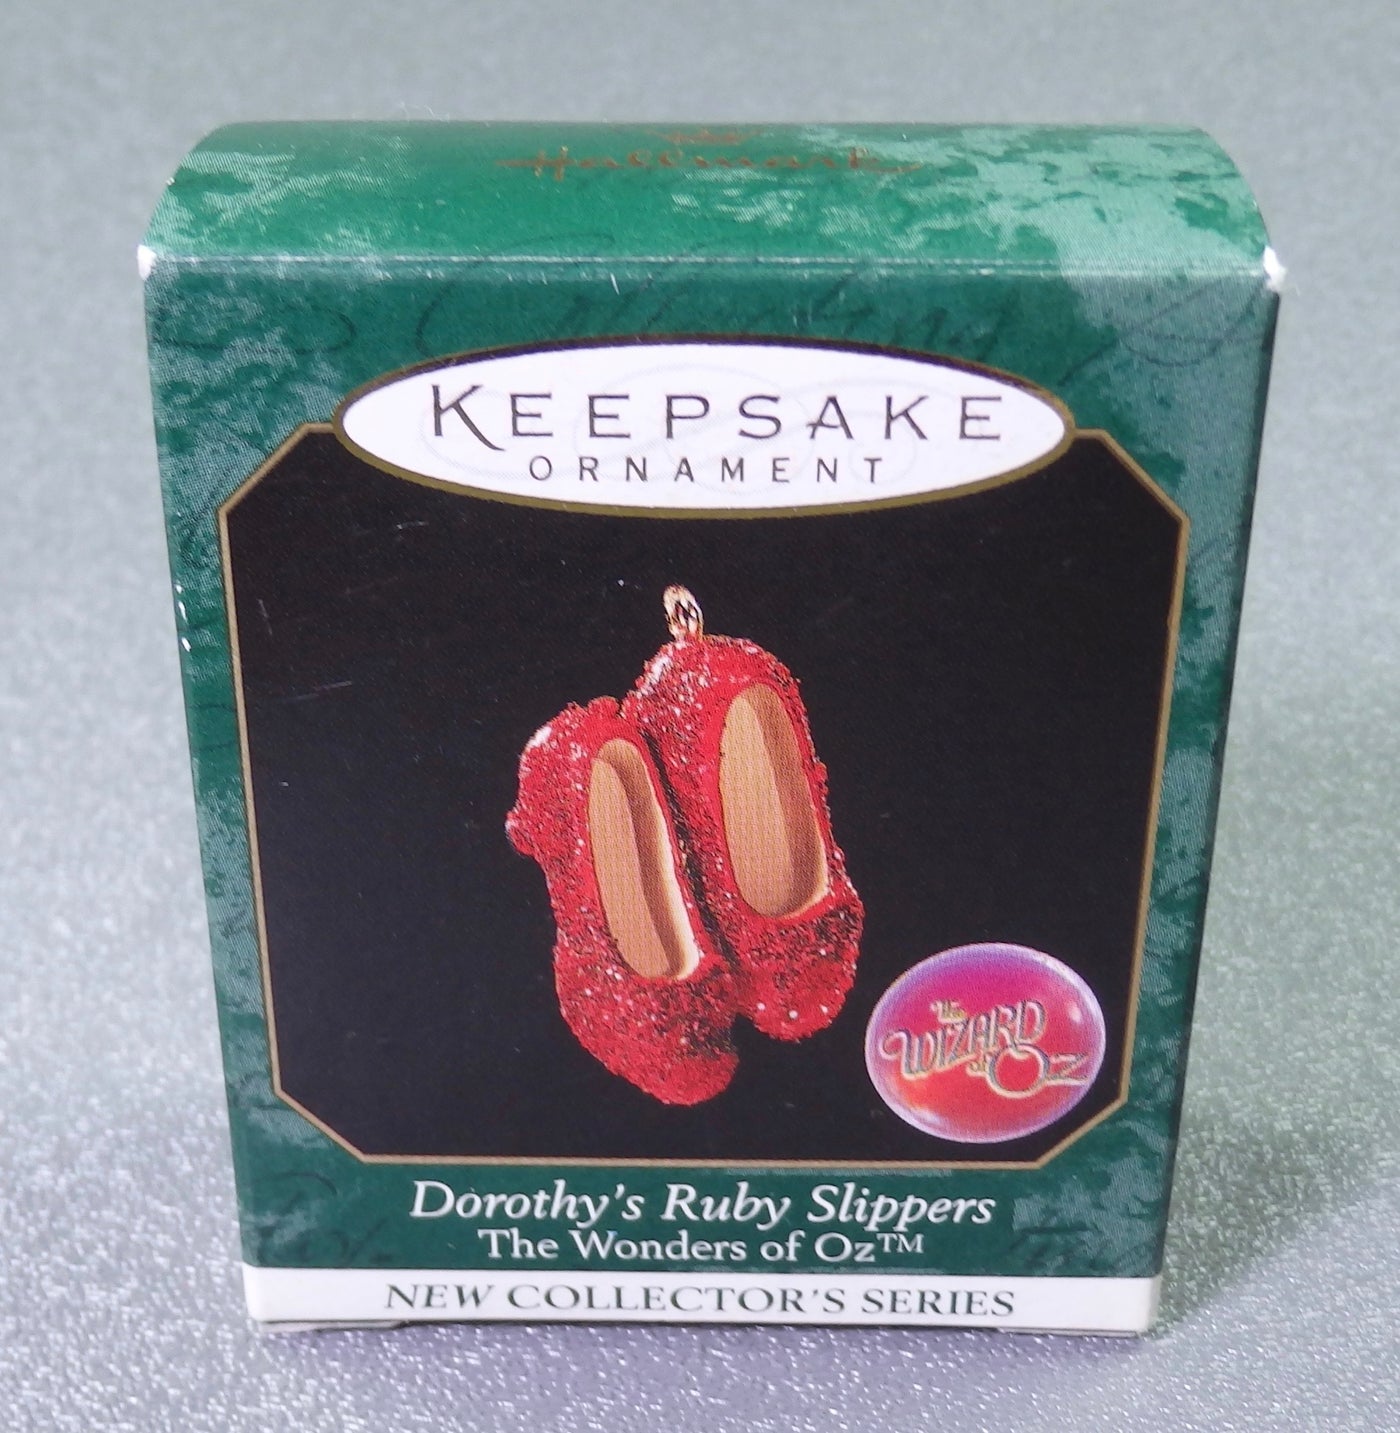 Hallmark
KEEPSAKE
ORNAMENT
The
WIZARD
of OZ
Dorothy's Ruby Slippers
The Wonders of Oz™
NEW COLLECTOR'S SERIES